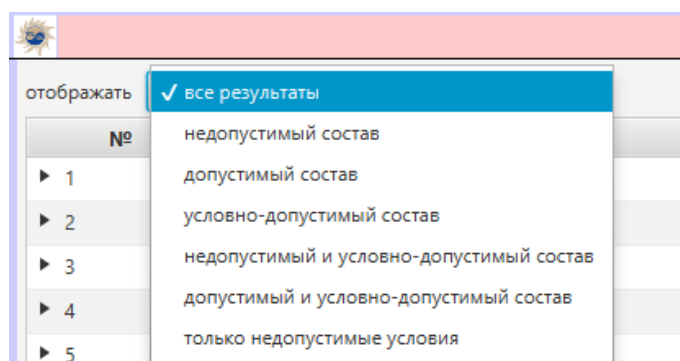 отображать
✓ все результаты
№
недопустимый состав
1
допустимый состав
2
условно-допустимый состав
3
недопустимый и условно-допустимый состав
4
допустимый и условно-допустимый состав
5
только недопустимые условия